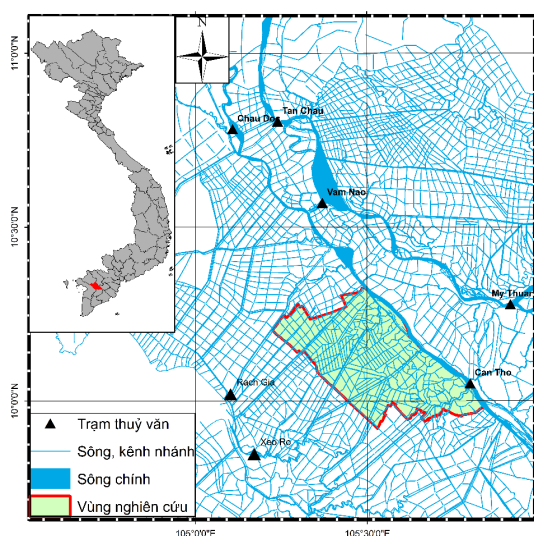 N
11°0'0"N
Chau Doc
Tan Chau
Vam Nao
10°30'0"N
My Thuan
Can Tho
Rach Gia
10°0'0"N
Xeo Ro
Trạm thuỷ văn
Sông, kênh nhánh
Sông chính
Vùng nghiên cứu
105°0'0"E
105°30'0"E